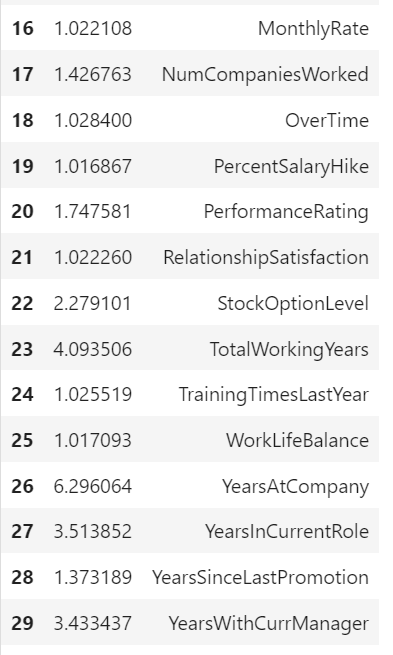 16 1.022108 MonthlyRate
17 1.426763 NumCompaniesWorked
18 1.028400 OverTime
19 1.016867 PercentSalaryHike
20 1.747581 PerformanceRating
21 1.022260 RelationshipSatisfaction
22 2.279101 StockOptionLevel
23 4.093506 TotalWorkingYears
24 1.025519 TrainingTimesLastYear
25 1.017093 WorkLifeBalance
26 6.296064 YearsAtCompany
27 3.513852 YearsInCurrentRole
28 1.373189 YearsSinceLastPromotion
29 3.433437 YearsWithCurrManager